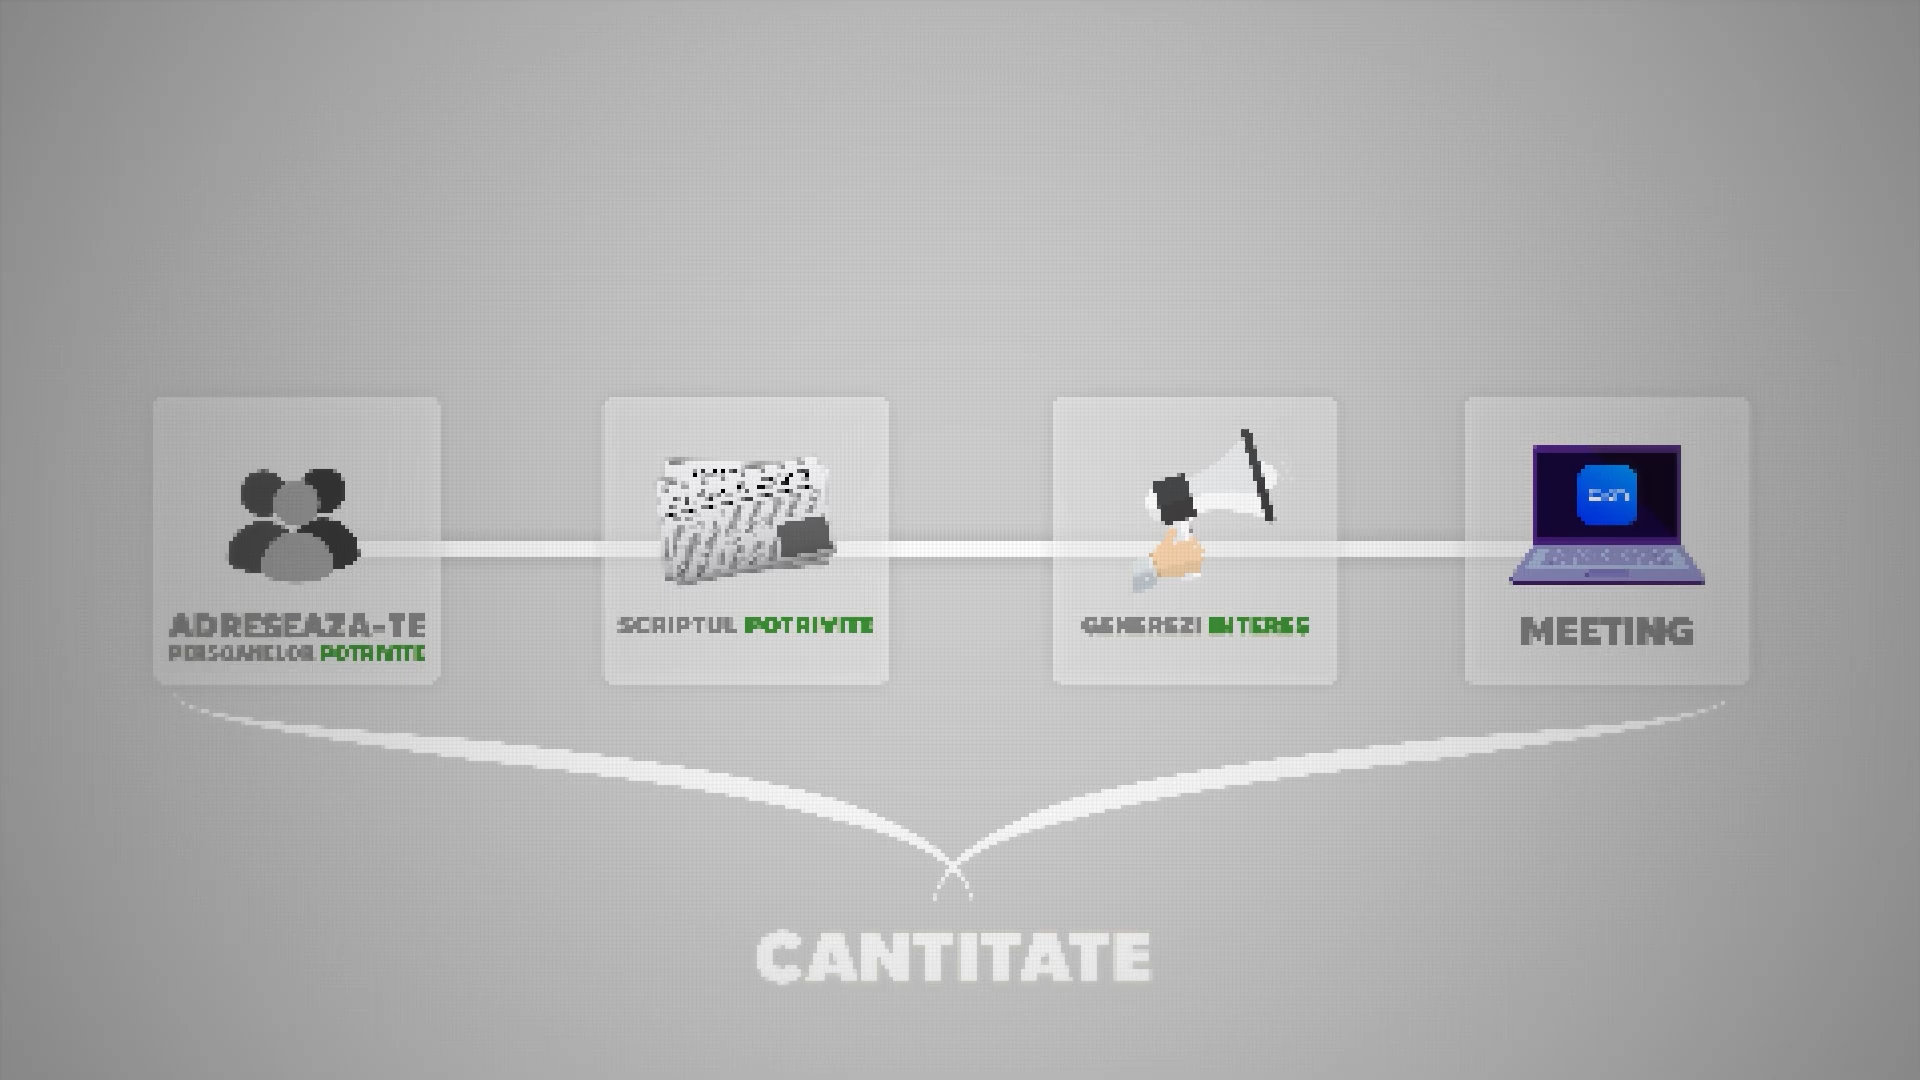 ADRESEAZA-TE
PERSOANELOR POTRIVITE
SCRIPTUL POTRIVITE
GENEREZI INTERES
MEETING
CANTITATE